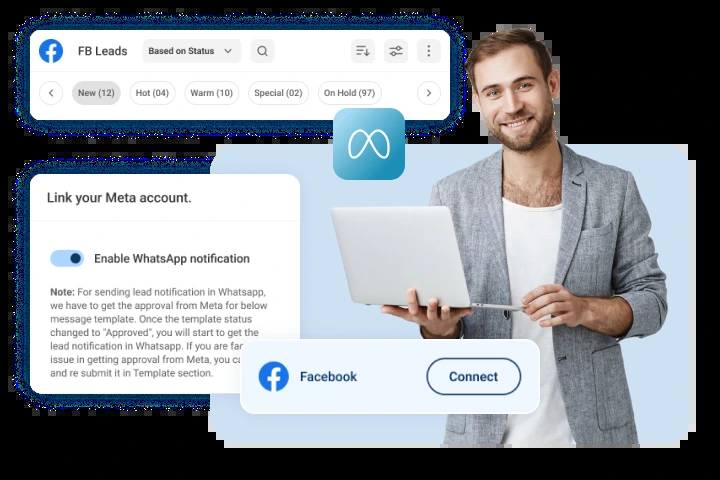 FB Leads
Based on Status
New (12)
Hot (04)
Warm (10)
Special (02)
On Hold (97)
Link your Meta account.
Enable WhatsApp notification
Note: For sending lead notification in Whatsapp,
we have to get the approval from Meta for below
message template. Once the template status
changed to "Approved", you will start to get the
lead notification in Whatsapp. If you are
issue in getting approval from Meta, you
and re submit it in Template section.
Facebook
Connect